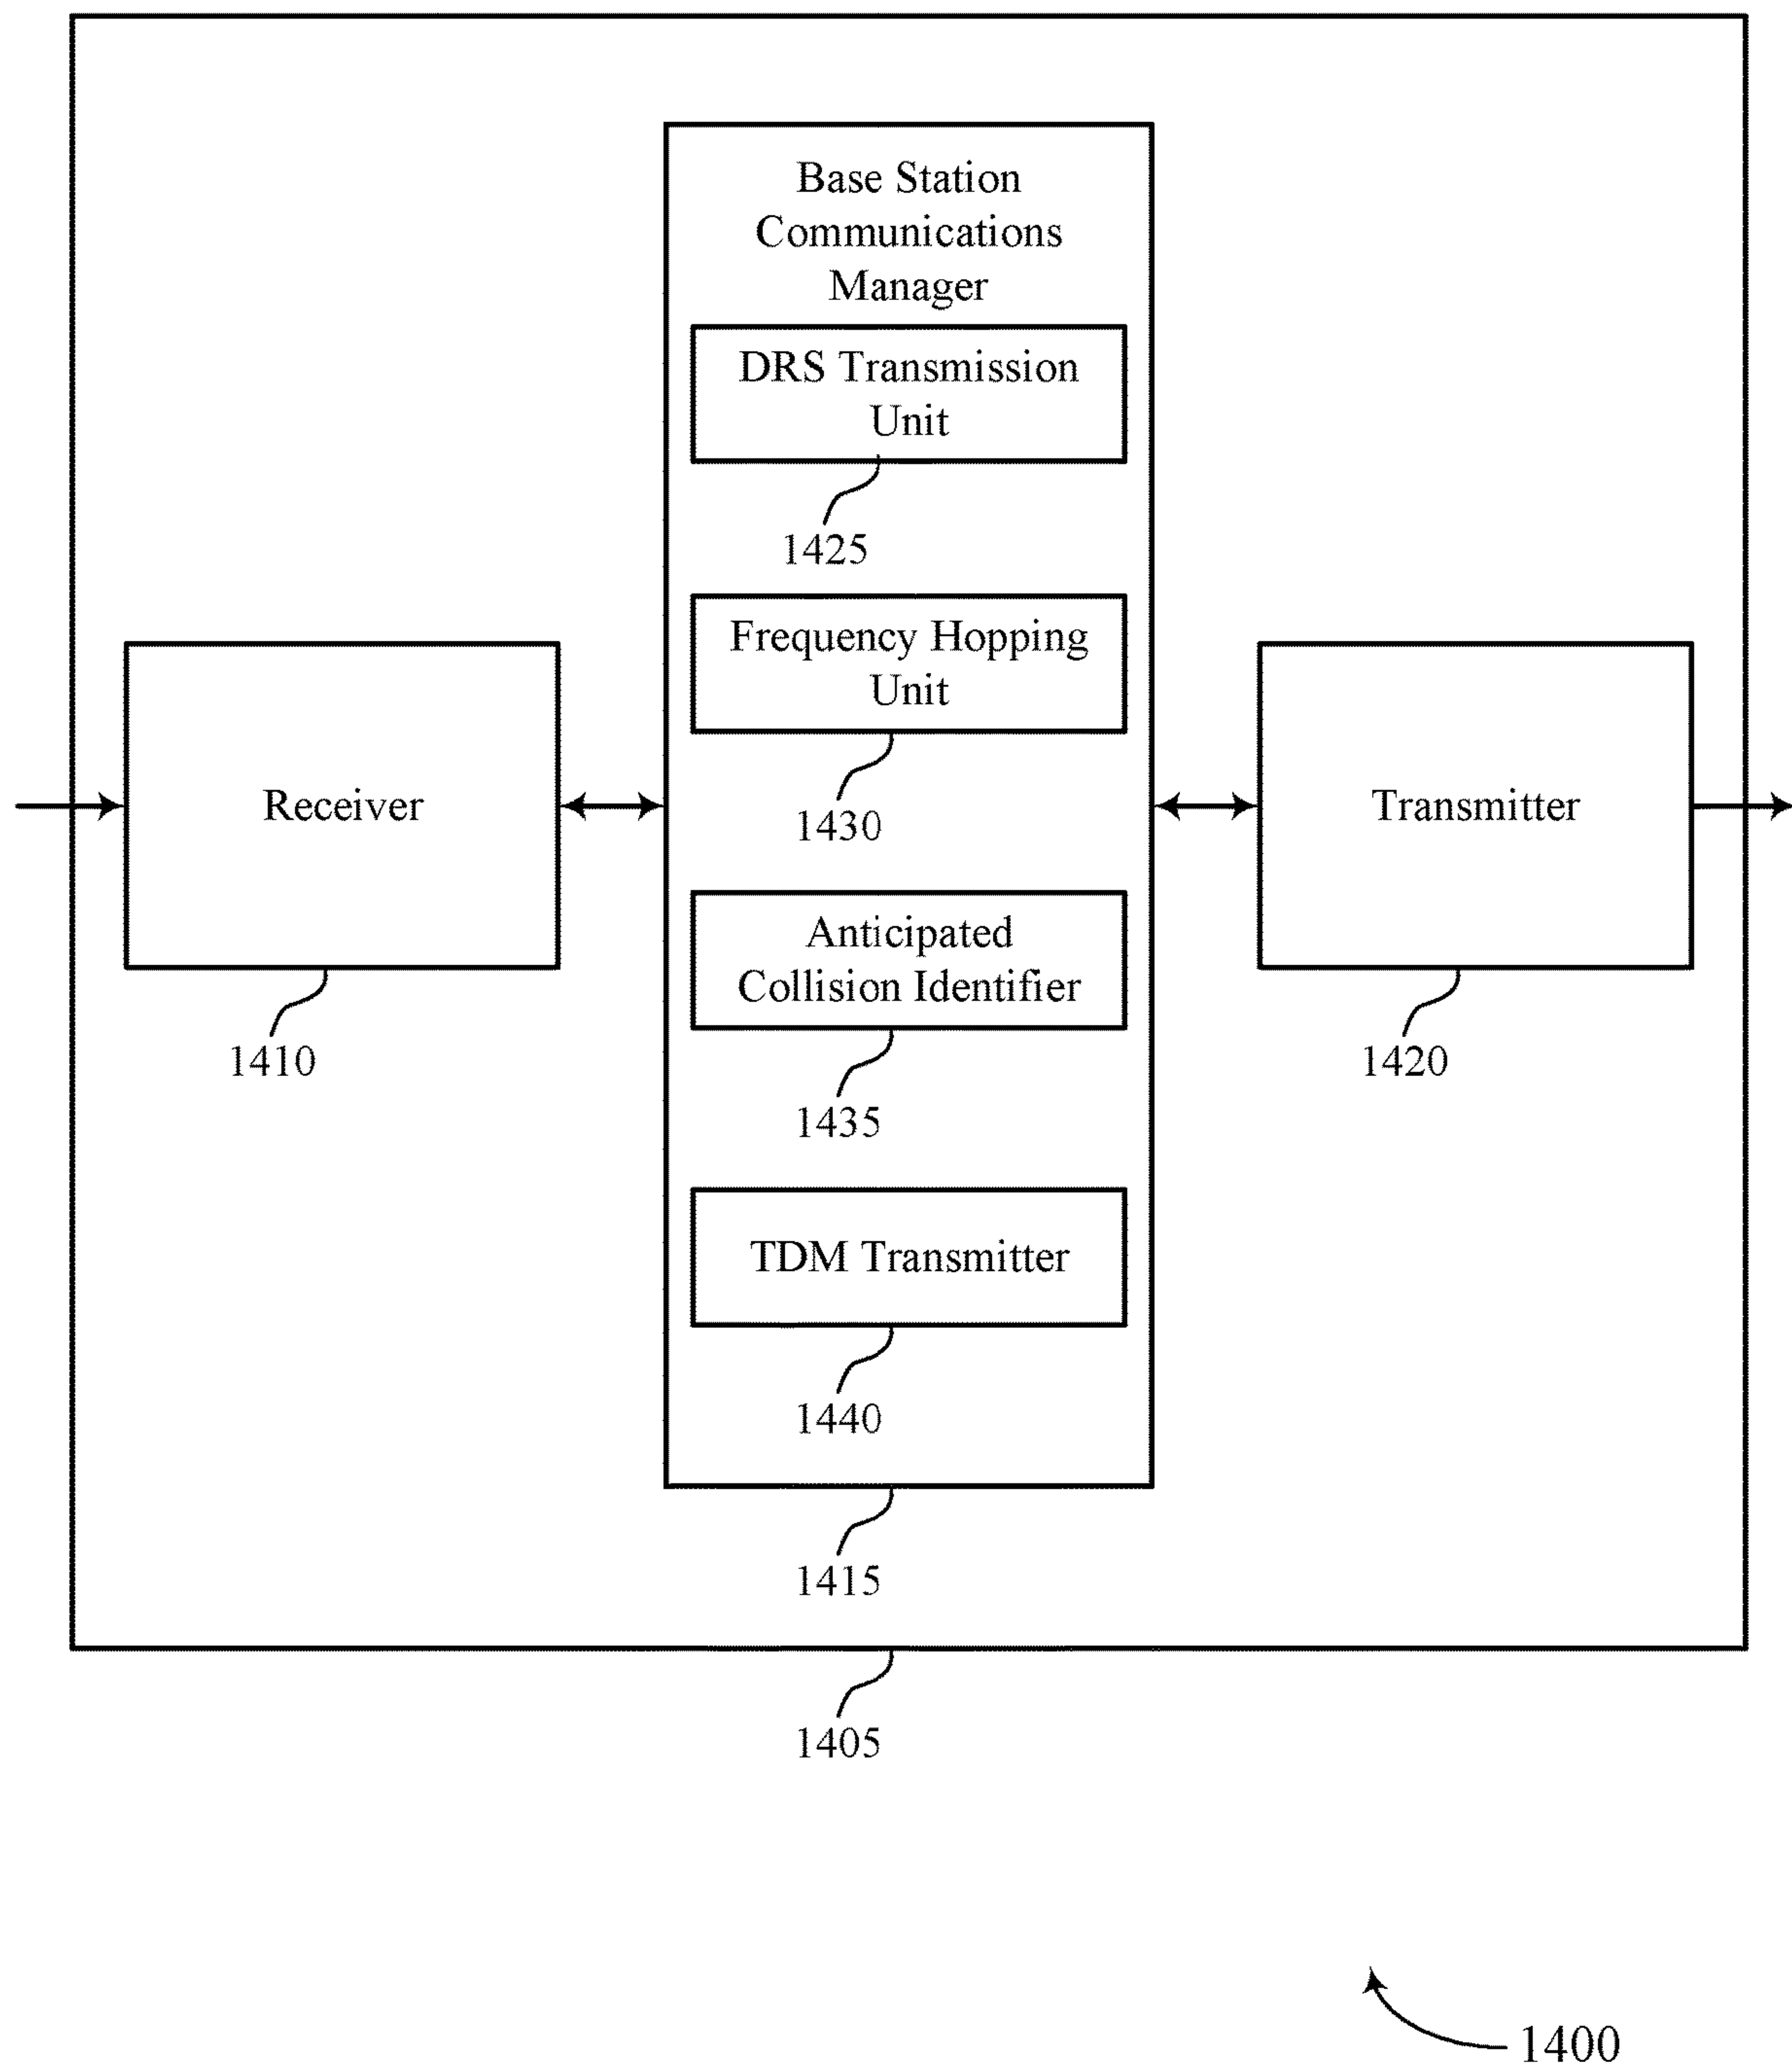 Base Station
Communications
Manager
DRS Transmission
Unit
1425
Frequency Hopping
Unit
1430
Receiver
1410
Anticipated
Collision Identifier
1435
Transmitter
1420
TDM Transmitter
1440
1415
1405
1400